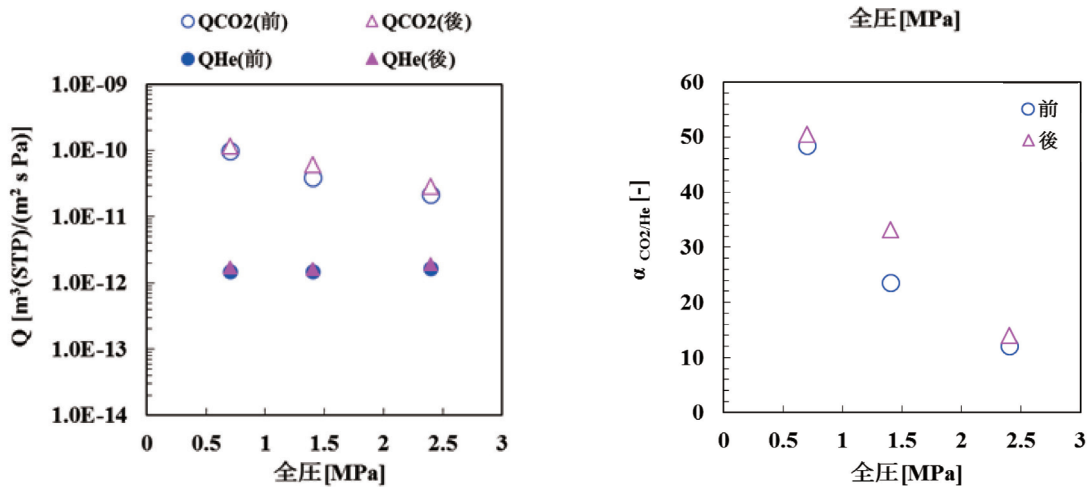 QCO2(前)
QCO2(後)
QHe(前)
QHe(後)
1.0E-09
1.0E-10
1.0E-11
1.0E-12
1.0E-13
1.0E-14
Q [m³(STP)/(m² s Pa)]
0 0.5 1 1.5 2 2.5 3
全圧[MPa]
全圧[MPa]
60
50
40
30
20
10
0
α CO2/He [-]
前
後
0 0.5 1 1.5 2 2.5 3
全圧[MPa]